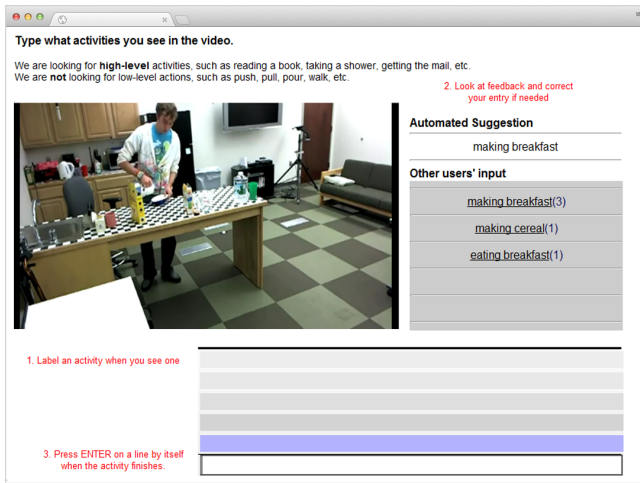 Type what activities you see in the video.
We are looking for high-level activities, such as reading a book, taking a shower, getting the mail, etc.
We are not looking for low-level actions, such as push, pull, pour, walk, etc.
2. Look at feedback and correct
your entry if needed
Automated Suggestion
making breakfast
Other users' input
making breakfast(3)
making cereal(1)
eating breakfast(1)
1. Label an activity when you see one
3. Press ENTER on a line by itself
when the activity finishes.